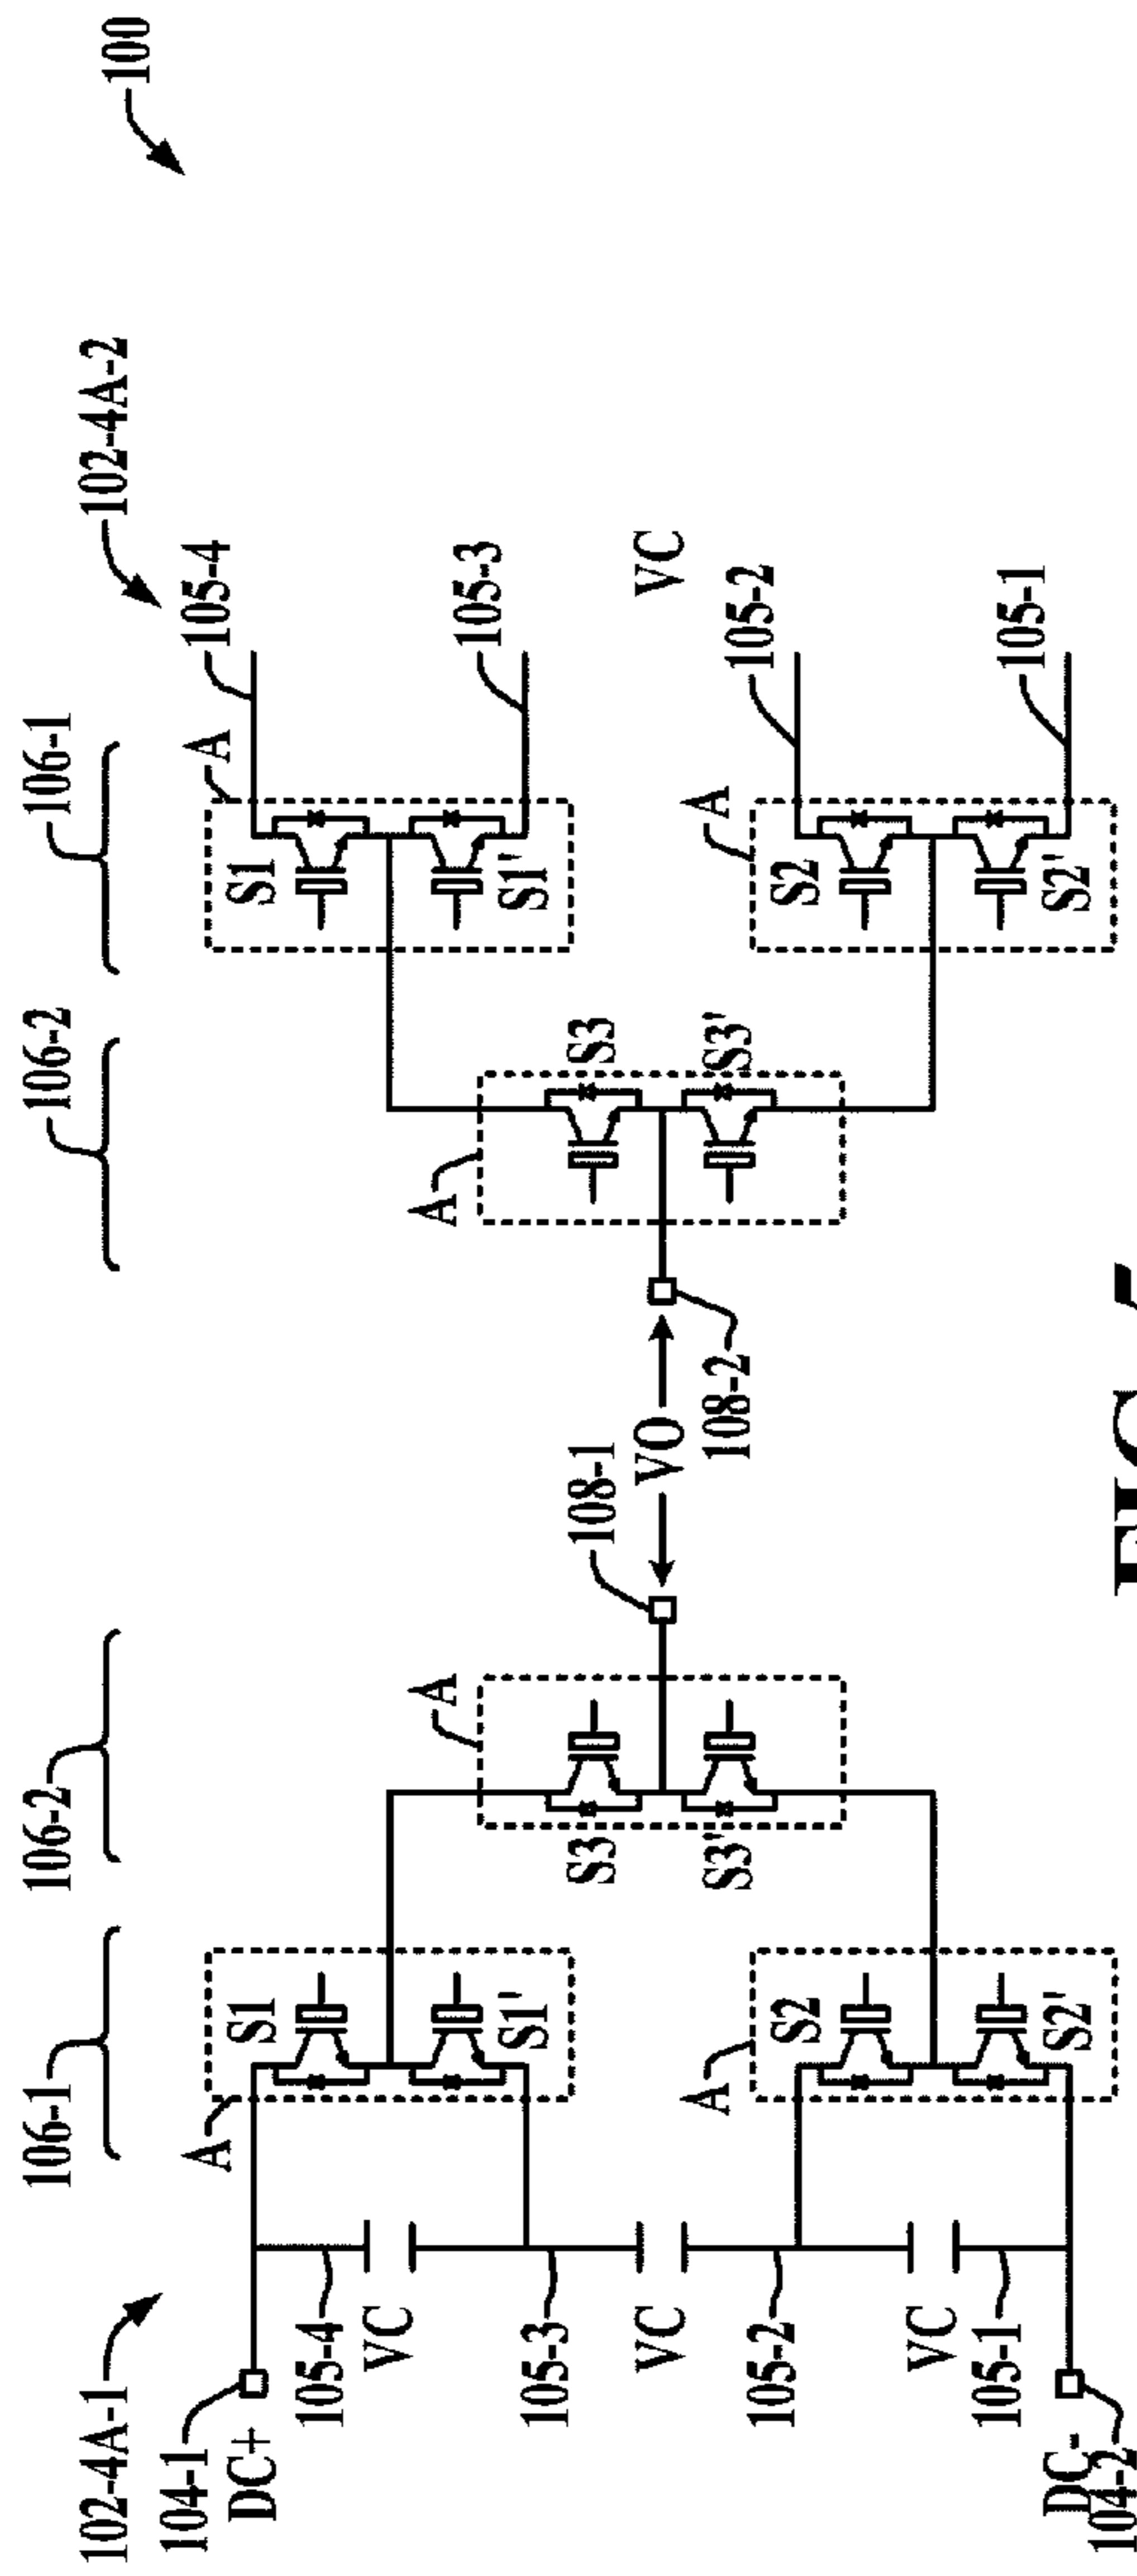 100
102-4A-1
102-4A-2
106-1
106-2
106-2
106-1
104-1
DC+
A
S1
S1'
A
S1
S1'
105-4
105-4
VC
105-3
105-3
VC
105-2
VC
105-1
A
S3
S3'
108-1
VO
108-2
A
S3
S3'
VC
105-2
105-1
A
S2
S2'
A
S2
S2'
DC-
104-2